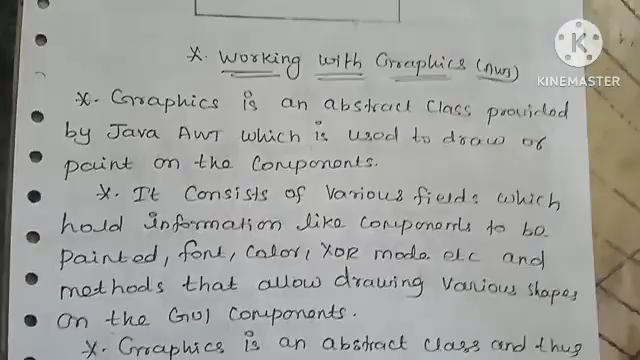 KINEMASTER
*. Working with Graphics (AWT)
*. Graphics is an abstract class provided
by Java AWT which is used to draw or
paint on the components.
*. It consists of various fields which
hold information like components to be
painted, font, color, XOR mode etc and
methods that allow drawing various shapes
on the GUI components.
*. Graphics is an abstract class and thus